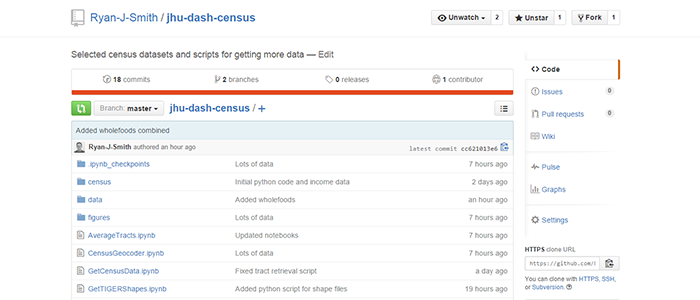 Ryan-J-Smith / jhu-dash-census
Unwatch 2
Unstar 1
Fork 1
Selected census datasets and scripts for getting more data — Edit
18 commits
2 branches
0 releases
1 contributor
Branch: master
jhu-dash-census / +
Added wholefoods combined
Ryan-J-Smith authored an hour ago
latest commit cc621013e6
.ipynb_checkpoints Lots of data 7 hours ago
census Initial python code and income data 2 days ago
data Added wholefoods an hour ago
figures Lots of data 7 hours ago
AverageTracts.ipynb Updated notebooks 7 hours ago
CensusGeocoder.ipynb Lots of data 7 hours ago
GetCensusData.ipynb Fixed tract retrieval script a day ago
GetTIGERShapes.ipynb Added python script for shape files 19 hours ago
Code
Issues 0
Pull requests 0
Wiki
Pulse
Graphs
Settings
HTTPS clone URL
https://github.com/
You can clone with HTTPS, SSH,
or Subversion.